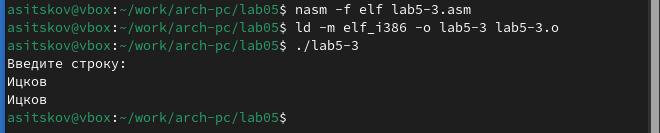 asitskov@vbox:~/work/arch-pc/lab05$ nasm -f elf lab5-3.asm
asitskov@vbox:~/work/arch-pc/lab05$ ld -m elf_i386 -o lab5-3 lab5-3.o
asitskov@vbox:~/work/arch-pc/lab05$ ./lab5-3
Введите строку:
Ицков
Ицков
asitskov@vbox:~/work/arch-pc/lab05$